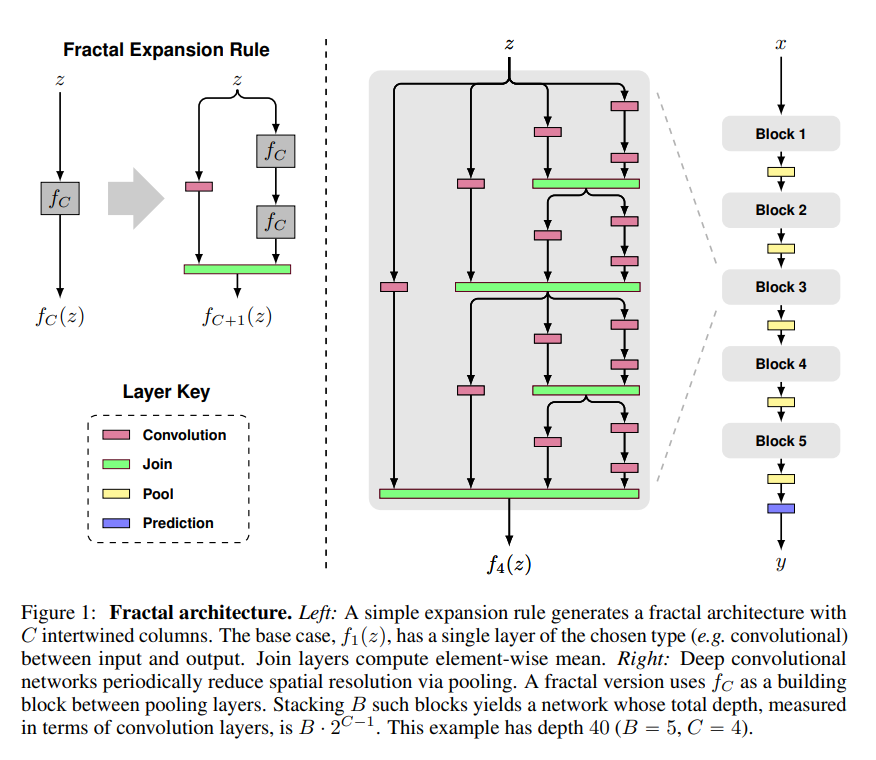 Fractal Expansion Rule
z
z
f_C
f_C
f_C
f_C(z)
f_{C+1}(z)
Layer Key
Convolution
Join
Pool
Prediction
z
f_4(z)
x
Block 1
Block 2
Block 3
Block 4
Block 5
y
Figure 1: Fractal architecture. Left: A simple expansion rule generates a fractal architecture with
C intertwined columns. The base case, f_1(z), has a single layer of the chosen type (e.g. convolutional)
between input and output. Join layers compute element-wise mean. Right: Deep convolutional
networks periodically reduce spatial resolution via pooling. A fractal version uses f_C as a building
block between pooling layers. Stacking B such blocks yields a network whose total depth, measured
in terms of convolution layers, is B · 2^{C−1}. This example has depth 40 (B = 5, C = 4).